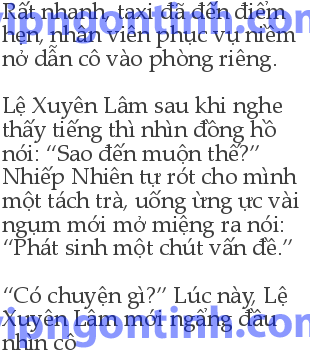 Rất nhanh, taxi đã đến điểm
hẹn, nhân viên phục vụ niềm
nở dẫn cô vào phòng riêng.
Lệ Xuyên Lâm sau khi nghe
thấy tiếng thì nhìn đồng hồ
nói: “Sao đến muộn thế?”
Nhiếp Nhiên tự rót cho mình
một tách trà, uống ừng ực vài
ngụm mới mở miệng ra nói:
“Phát sinh một chút vấn đề.”
“Có chuyện gì?” Lúc này, Lệ
Xuyên Lâm mới ngẩng đầu
nhìn cô